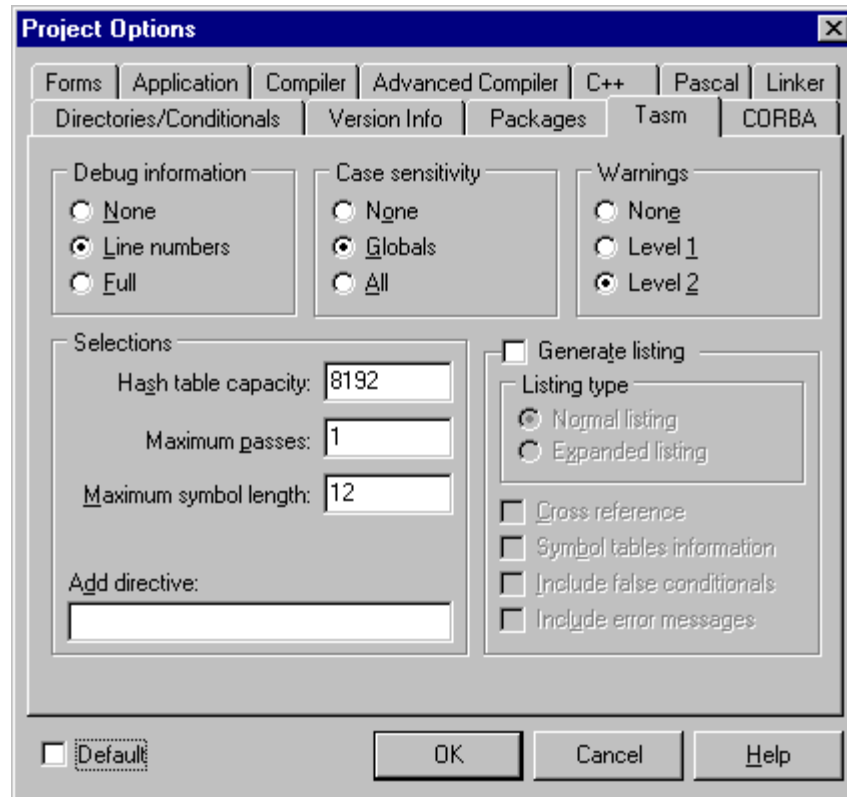 Project Options
Forms Application Compiler Advanced Compiler C++ Pascal Linker
Directories/Conditionals Version Info Packages Tasm CORBA
Debug information
None
Line numbers
Full
Case sensitivity
None
Globals
All
Warnings
None
Level 1
Level 2
Selections
Hash table capacity: 8192
Maximum passes: 1
Maximum symbol length: 12
Add directive:
Generate listing
Listing type
Normal listing
Expanded listing
Cross reference
Symbol tables information
Include false conditionals
Include error messages
Default OK Cancel Help